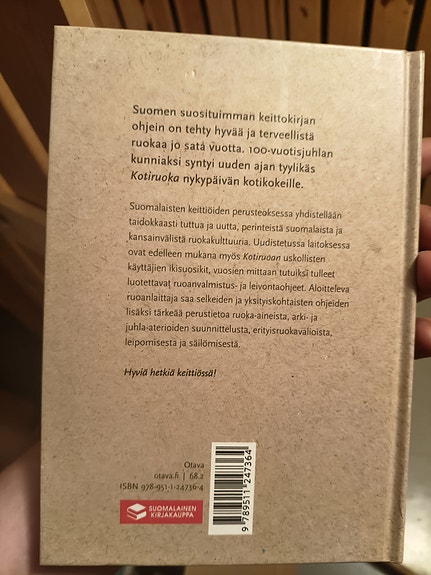 Suomen suosituimman keittokirjan
ohjein on tehty hyvää ja terveellistä
ruokaa jo sata vuotta. 100-vuotisjuhlan
kunniaksi syntyi uuden ajan tyylikäs
Kotiruoka nykypäivän kotikokeille.
Suomalaisten keittiöiden perusteoksessa yhdistellään
taidokkaasti tuttua ja uutta, perinteistä suomalaista ja
kansainvälistä ruokakulttuuria. Uudistetussa laitoksessa
ovat edelleen mukana myös Kotiruoan uskollisten
käyttäjien ikisuosikit, vuosien mittaan tutuiksi tulleet
luotettavat ruoanvalmistus- ja leivontaohjeet. Aloitteleva
ruoanlaittaja saa selkeiden ja yksityiskohtaisten ohjeiden
lisäksi tärkeää perustietoa ruoka-aineista, arki- ja
juhla-aterioiden suunnittelusta, erityisruokavalioista,
leipomisesta ja säilömisestä.
Hyviä hetkiä keittiössä!
Otava
otava.fi | 68.2
ISBN 978-951-1-24736-4
SUOMALAINEN
KIRJAKAUPPA
9 789511 247364